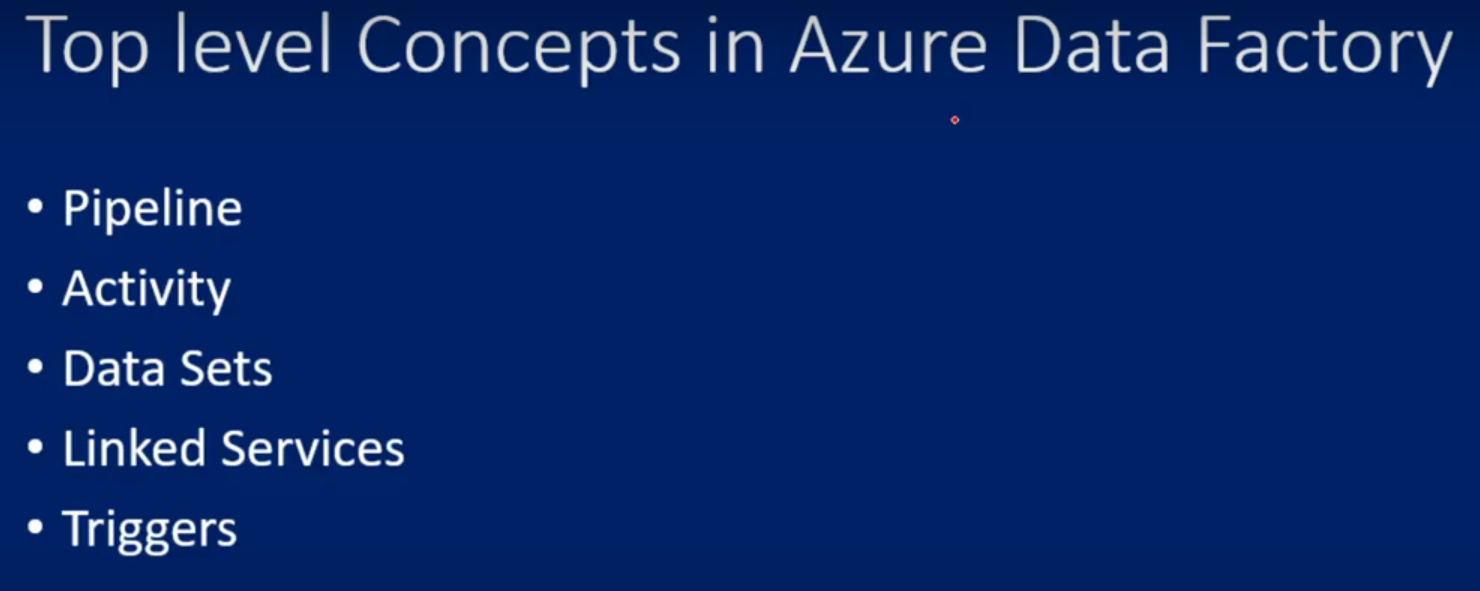 Top level Concepts in Azure Data Factory
• Pipeline
• Activity
• Data Sets
• Linked Services
• Triggers